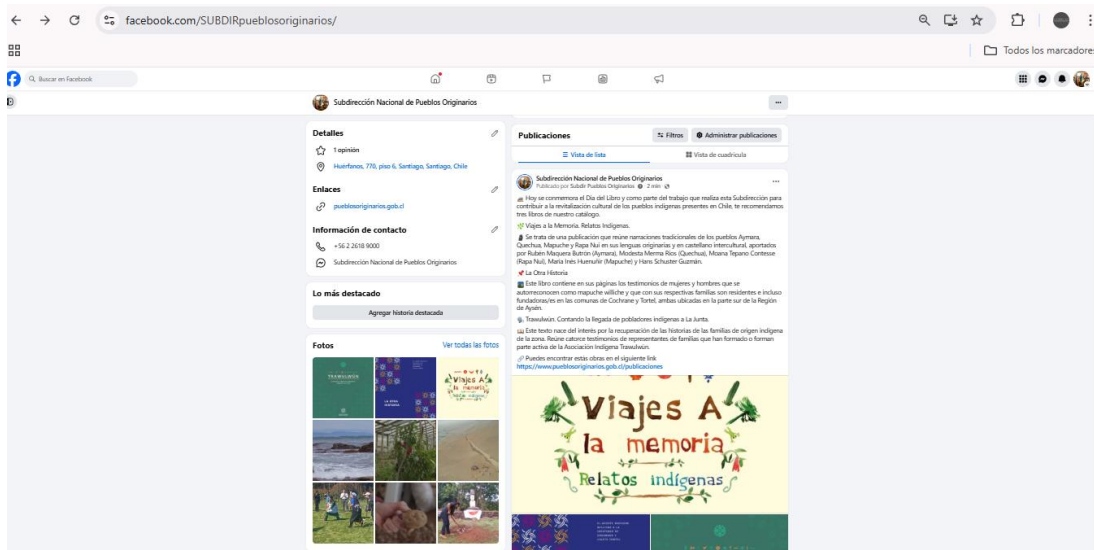 facebook.com/SUBDIRpueblosoriginarios/
Todos los marcadores
Buscar en Facebook
Subdirección Nacional de Pueblos Originarios
Detalles
1 opinión
Huérfanos, 770, piso 6, Santiago, Santiago, Chile
Enlaces
pueblosoriginarios.gob.cl
Información de contacto
+56 2 2618 9000
Subdirección Nacional de Pueblos Originarios
Lo más destacado
Agregar historia destacada
Fotos
Ver todas las fotos
TRAWULWÜN
LA OTRA
HISTORIA
Viajes A
la memoria
Relatos indígenas
Publicaciones
Filtros
Administrar publicaciones
Vista de lista
Vista de cuadrícula
Subdirección Nacional de Pueblos Originarios
Publicado por Subdir Pueblos Originarios · 2 min ·
Hoy se conmemora el Día del Libro y como parte del trabajo que realiza esta Subdirección para
contribuir a la revitalización cultural de los pueblos indígenas presentes en Chile, te recomendamos
tres libros de nuestro catálogo.
🌿 Viajes a la Memoria. Relatos Indígenas.
Se trata de una publicación que reúne narraciones tradicionales de los pueblos Aymara,
Quechua, Mapuche y Rapa Nui en sus lenguas originarias y en castellano intercultural, aportados
por Rubén Maquera Butrón (Aymara), Modesta Merma Rios (Quechua), Moana Tepano Contesse
(Rapa Nui), María Inés Huenuñir (Mapuche) y Hans Schuster Guzmán.
📌 La Otra Historia
Este libro contiene en sus páginas los testimonios de mujeres y hombres que se
autorreconocen como mapuche williche y que con sus respectivas familias son residentes e incluso
fundadoras/es en las comunas de Cochrane y Tortel, ambas ubicadas en la parte sur de la Región
de Aysén.
Trawulwün. Contando la llegada de pobladores indígenas a La Junta.
📖 Este texto nace del interés por la recuperación de las historias de las familias de origen indígena
de la zona. Reúne catorce testimonios de representantes de familias que han formado o forman
parte activa de la Asociación Indígena Trawulwün.
🔗 Puedes encontrar estás obras en el siguiente link
https://www.pueblosoriginarios.gob.cl/publicaciones
Viajes A
la memoria
Relatos indígenas